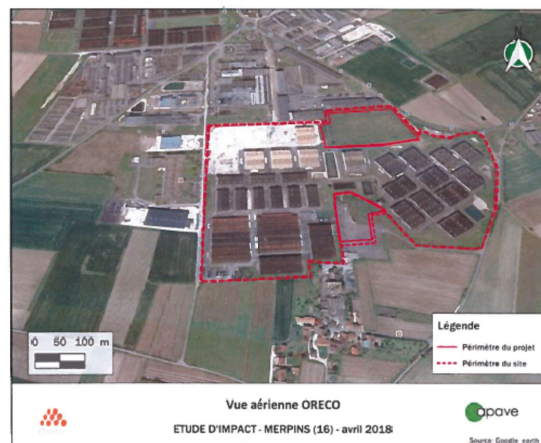 0 50 100 m
Légende
Périmètre du projet
Périmètre du site
Vue aérienne ORECO
ETUDE D'IMPACT - MERPINS (16) - avril 2018
apave
Source: Google earth